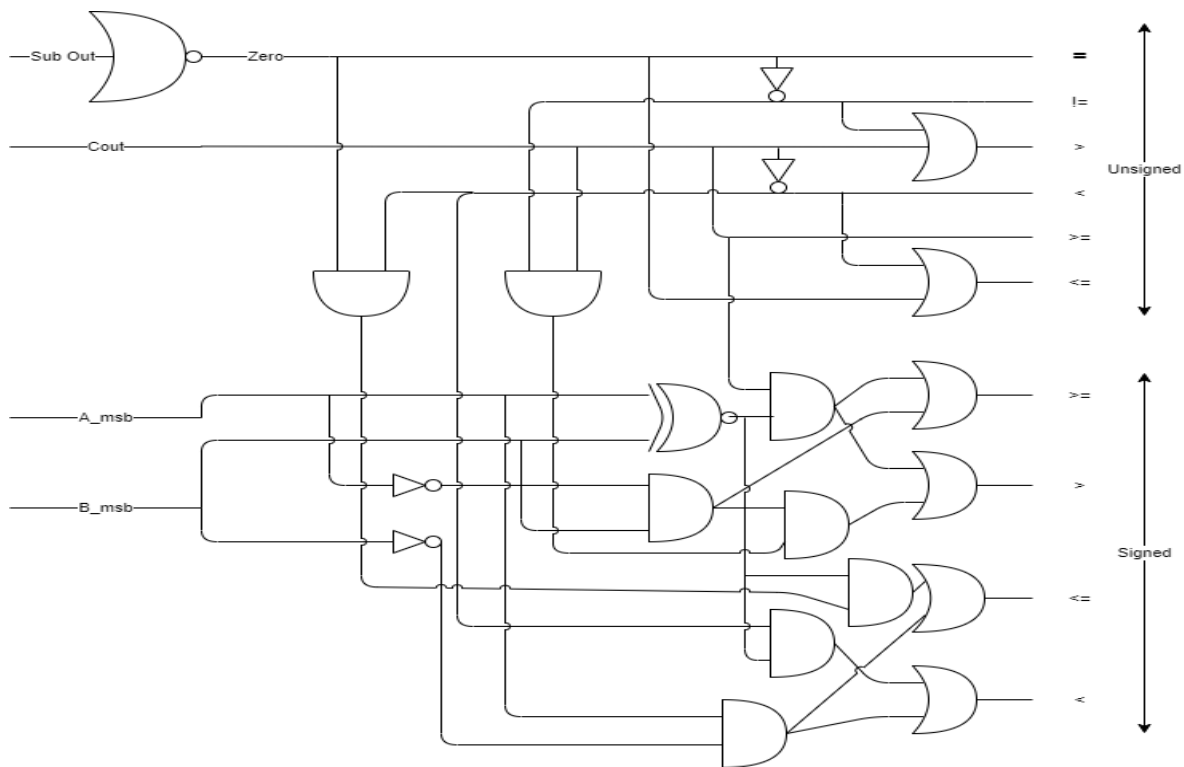 Sub Out
Zero
=
!=
Cout
>
Unsigned
<
>=
<=
A_msb
>=
>
B_msb
Signed
<=
<